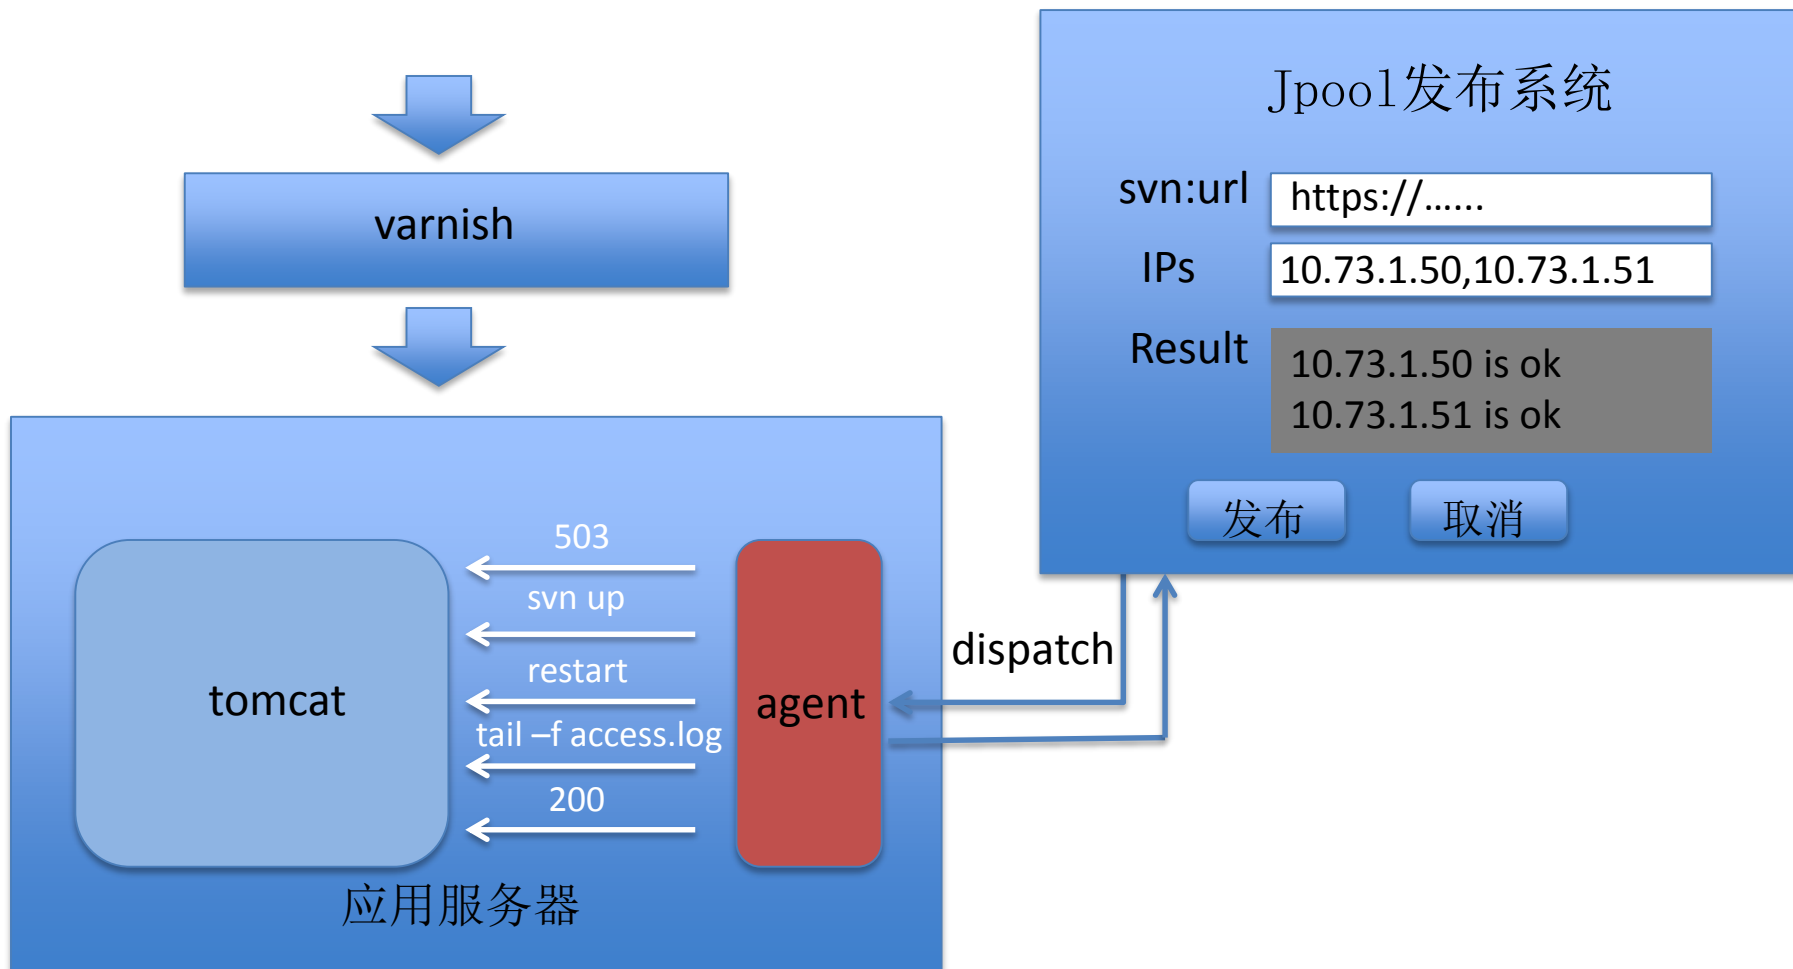 varnish
503
svn up
restart
tail –f access.log
200
tomcat
agent
应用服务器
dispatch
Jpool发布系统
svn:url
https://......
IPs
10.73.1.50,10.73.1.51
Result
10.73.1.50 is ok
10.73.1.51 is ok
发布
取消